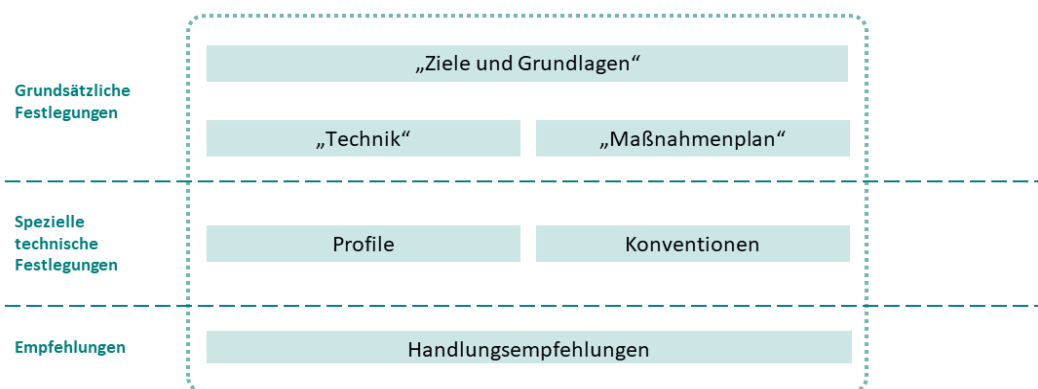 „Ziele und Grundlagen“
Grundsätzliche
Festlegungen
„Technik“
„Maßnahmenplan“
Spezielle
technische
Festlegungen
Profile
Konventionen
Empfehlungen
Handlungsempfehlungen